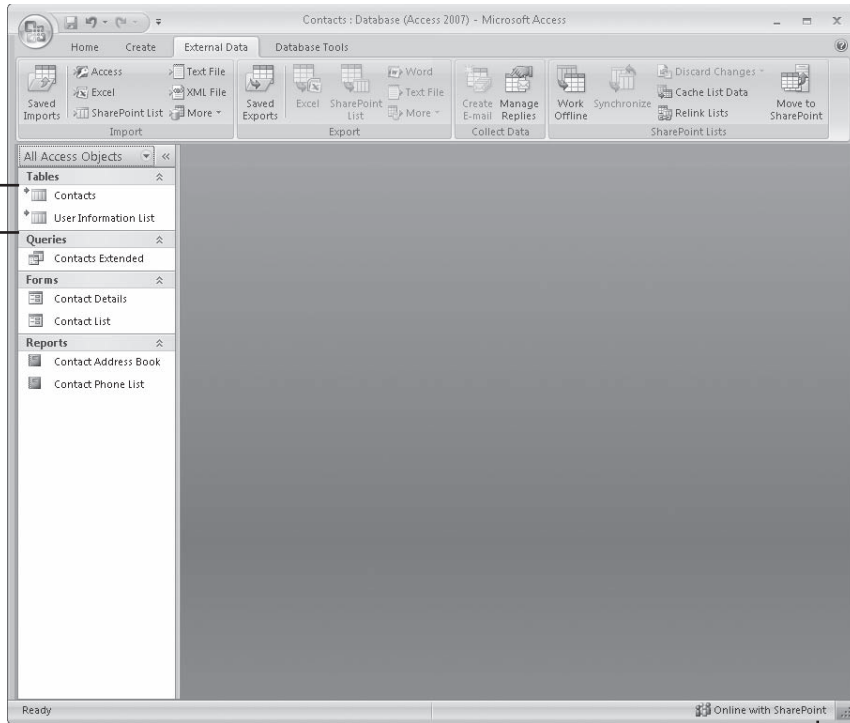 Contacts : Database (Access 2007) - Microsoft Access
Home Create External Data Database Tools
Saved Imports
Access
Excel
SharePoint List
Text File
XML File
More
Import
Saved Exports
Excel
SharePoint List
Word
Text File
More
Export
Create E-mail
Manage Replies
Collect Data
Work Offline
Synchronize
Discard Changes
Cache List Data
Relink Lists
Move to SharePoint
SharePoint Lists
All Access Objects
Tables
Contacts
User Information List
Queries
Contacts Extended
Forms
Contact Details
Contact List
Reports
Contact Address Book
Contact Phone List
Ready
Online with SharePoint